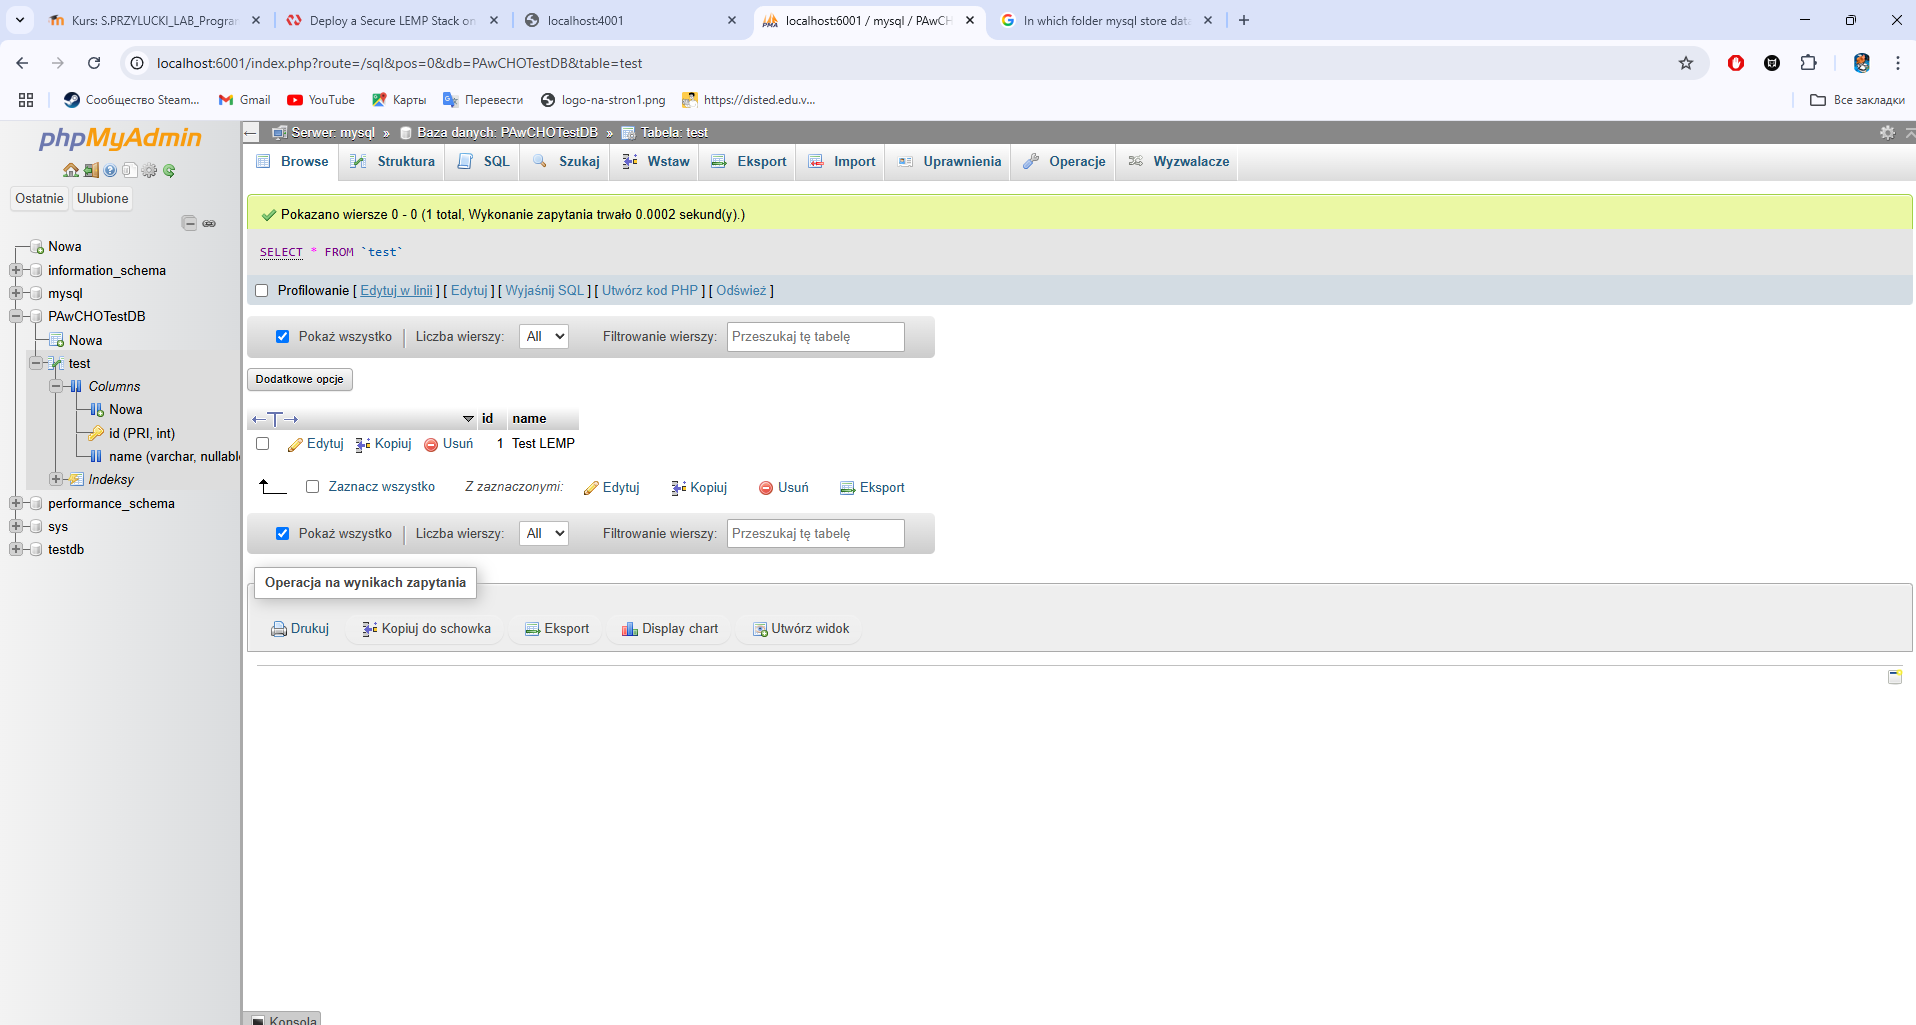 Kurs: S.PRZYLUCKI_LAB_Progran
Deploy a Secure LEMP Stack on
localhost:4001
localhost:6001 / mysql / PAwCH
In which folder mysql store data
localhost:6001/index.php?route=/sql&pos=0&db=PAwCHOTestDB&table=test
Сообщество Steam...
Gmail
YouTube
Карты
Перевести
logo-na-stron1.png
https://disted.edu.v...
Все закладки
phpMyAdmin
Ostatnie
Ulubione
Nowa
information_schema
mysql
PAwCHOTestDB
Nowa
test
Columns
Nowa
id (PRI, int)
name (varchar, nullable
Indeksy
performance_schema
sys
testdb
Serwer: mysql » Baza danych: PAwCHOTestDB » Tabela: test
Browse Struktura SQL Szukaj Wstaw Eksport Import Uprawnienia Operacje Wyzwalacze
Pokazano wiersze 0 - 0 (1 total, Wykonanie zapytania trwało 0.0002 sekund(y).)
SELECT * FROM `test`
Profilowanie [ Edytuj w linii ] [ Edytuj ] [ Wyjaśnij SQL ] [ Utwórz kod PHP ] [ Odśwież ]
Pokaż wszystko Liczba wierszy: All Filtrowanie wierszy: Przeszukaj tę tabelę
Dodatkowe opcje
id name
Edytuj Kopiuj Usuń 1 Test LEMP
Zaznacz wszystko Z zaznaczonymi: Edytuj Kopiuj Usuń Eksport
Pokaż wszystko Liczba wierszy: All Filtrowanie wierszy: Przeszukaj tę tabelę
Operacja na wynikach zapytania
Drukuj Kopiuj do schowka Eksport Display chart Utwórz widok
Konsola